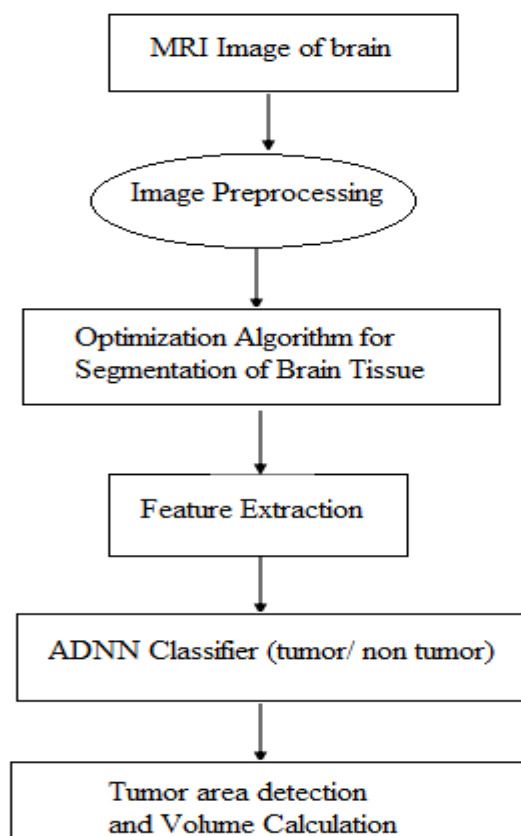 MRI Image of brain
Image Preprocessing
Optimization Algorithm for
Segmentation of Brain Tissue
Feature Extraction
ADNN Classifier (tumor/ non tumor)
Tumor area detection
and Volume Calculation